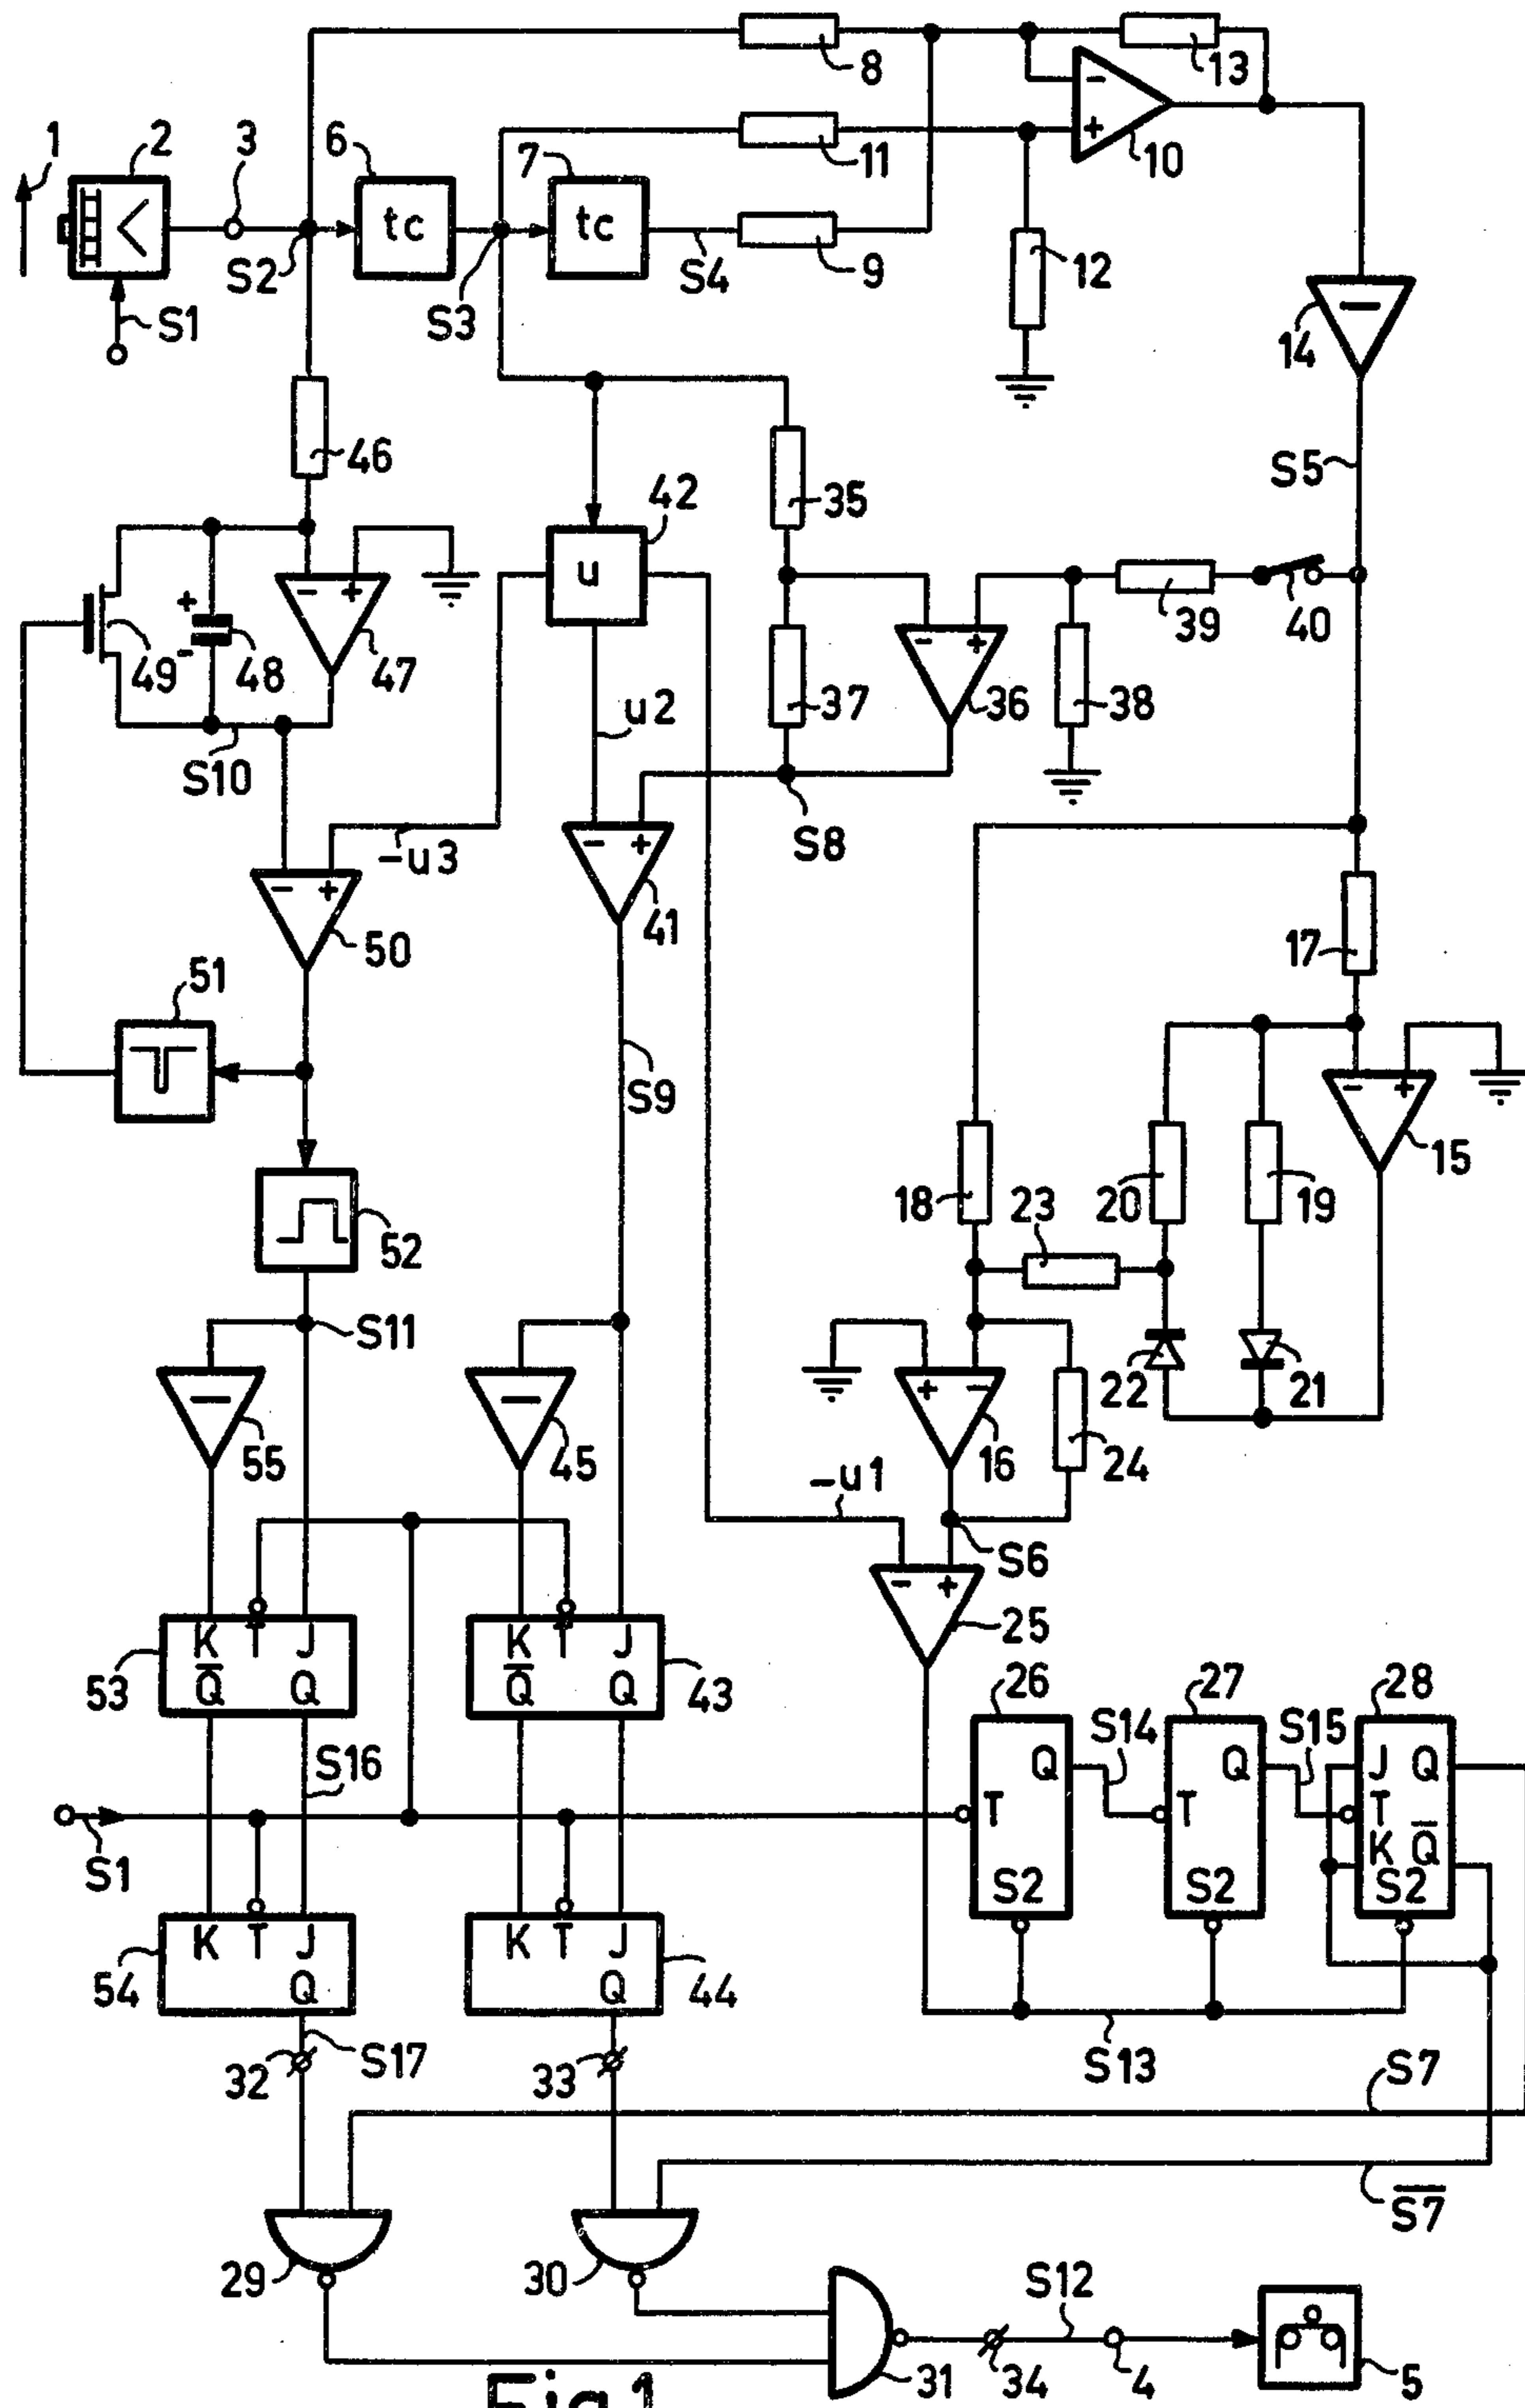 8
13
1
2
3
6
7
11
10
tc
tc
S2
S4
9
12
S3
S1
14
46
42
35
S5
u
39
40
49
48
47
u2
37
36
38
S10
-u3
S8
41
50
17
51
S9
15
18
23
20
19
52
S11
22
21
55
45
16
24
-u1
S6
25
K T J
K T J
Q̅ Q
Q̅ Q
53
43
26
27
28
S14
S15
S16
Q
Q
J Q
T
T
T
K Q̅
S1
S2
S2
S2
K T J
K T J
54
Q
Q
44
S17
32
33
S13
S7
S̅7̅
29
30
S12
31
34
4
5
Fig.1